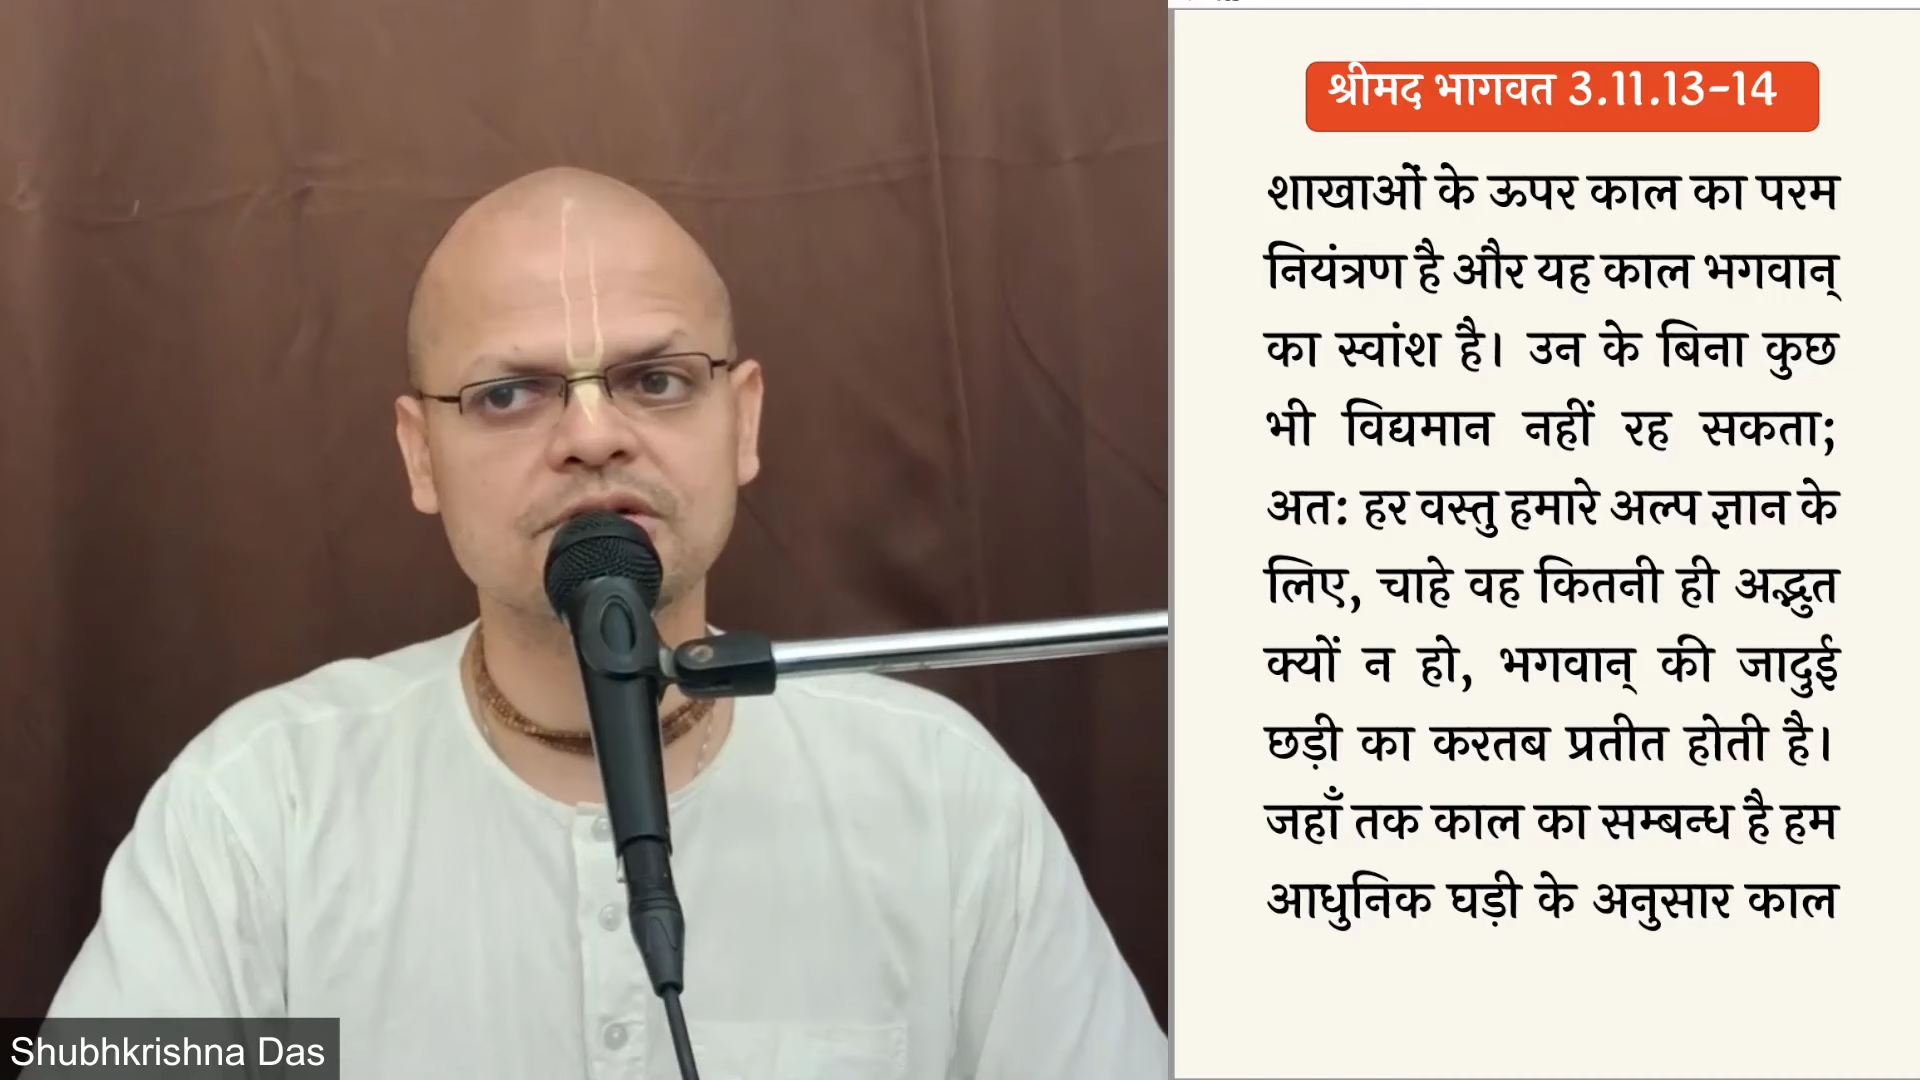 श्रीमद भागवत 3.11.13-14
शाखाओं के ऊपर काल का परम
नियंत्रण है और यह काल भगवान्
का स्वांश है। उन के बिना कुछ
भी विद्यमान नहीं रह सकता;
अत: हर वस्तु हमारे अल्प ज्ञान के
लिए, चाहे वह कितनी ही अद्भुत
क्यों न हो, भगवान् की जादुई
छड़ी का करतब प्रतीत होती है।
जहाँ तक काल का सम्बन्ध है हम
आधुनिक घड़ी के अनुसार काल
Shubhkrishna Das